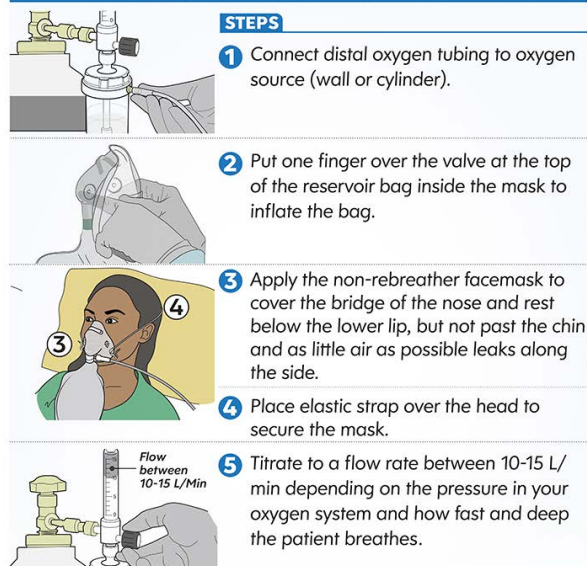 STEPS
1 Connect distal oxygen tubing to oxygen
source (wall or cylinder).
2 Put one finger over the valve at the top
of the reservoir bag inside the mask to
inflate the bag.
3 Apply the non-rebreather facemask to
cover the bridge of the nose and rest
below the lower lip, but not past the chin
and as little air as possible leaks along
the side.
4
3
4 Place elastic strap over the head to
secure the mask.
Flow
between
10-15 L/Min
5 Titrate to a flow rate between 10-15 L/
min depending on the pressure in your
oxygen system and how fast and deep
the patient breathes.